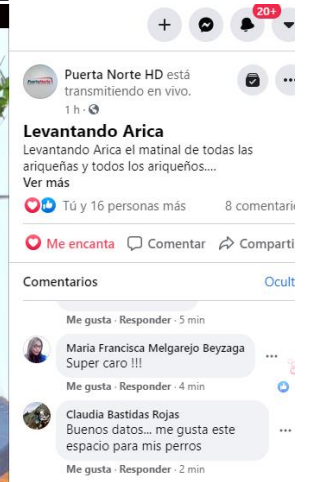 20+
Puerta Norte HD está
transmitiendo en vivo.
1 h ·
Levantando Arica
Levantando Arica el matinal de todas las
ariqueñas y todos los ariqueños....
Ver más
Tú y 16 personas más 8 comentari
Me encanta Comentar Comparti
Comentarios Ocult
Me gusta · Responder · 5 min
Maria Francisca Melgarejo Beyzaga
Super caro !!!
Me gusta · Responder · 4 min
Claudia Bastidas Rojas
Buenos datos... me gusta este
espacio para mis perros
Me gusta · Responder · 2 min